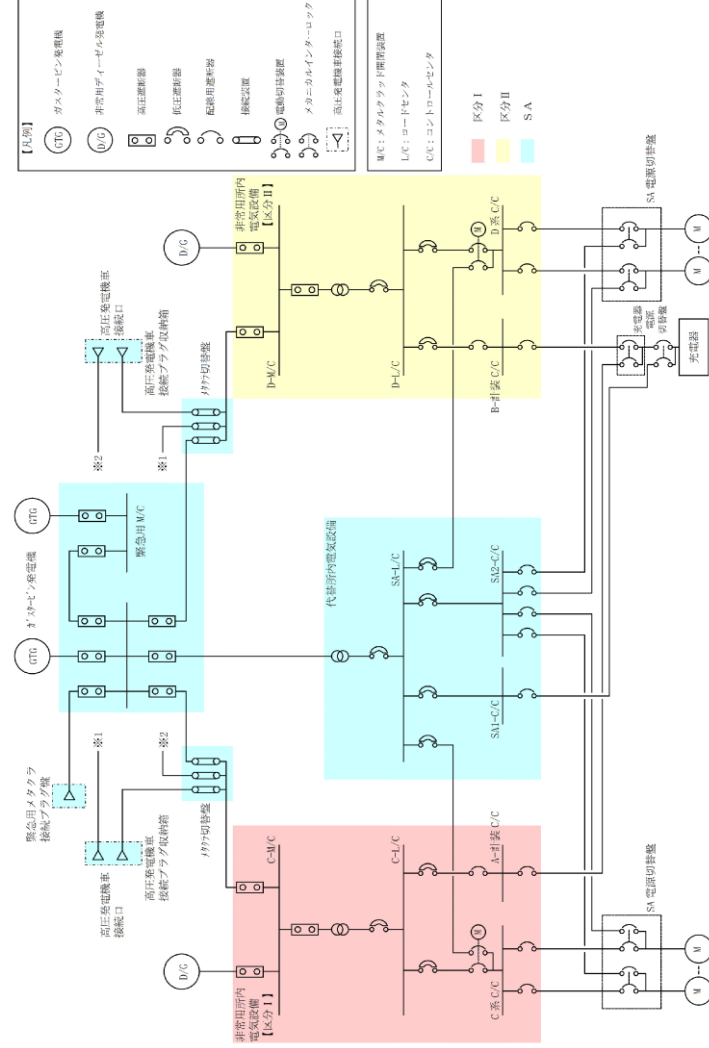 【凡例】
GTG
ガスタービン発電機
D/G
非常用ディーゼル発電機
高圧遮断器
低圧遮断器
配線用遮断器
接続装置
M
電動切替装置
メカニカルインターロック
高圧発電機車接続口
M/C：メタルクラッド開閉装置
L/C：ロードセンタ
C/C：コントロールセンタ
区分Ⅰ
区分Ⅱ
SA
緊急用メタクラ
接続プラグ盤
GTG
ガスタービン発電機
GTG
緊急用M/C
高圧発電機車
接続口
※1
高圧発電機車
接続プラグ収納箱
※2
メタクラ切替盤
高圧発電機車
接続口
※2
高圧発電機車
接続プラグ収納箱
※1
メタクラ切替盤
D/G
非常用所内
電気設備
【区分Ⅰ】
C-M/C
C-L/C
M
C系 C/C
A-計装 C/C
代替所内電気設備
SA-L/C
SA1-C/C
SA2-C/C
D/G
非常用所内
電気設備
【区分Ⅱ】
D-M/C
D-L/C
M
B-計装 C/C
D系 C/C
SA 電源切替盤
M
M
充電器
電源
切替盤
充電器
SA 電源切替盤
M
M